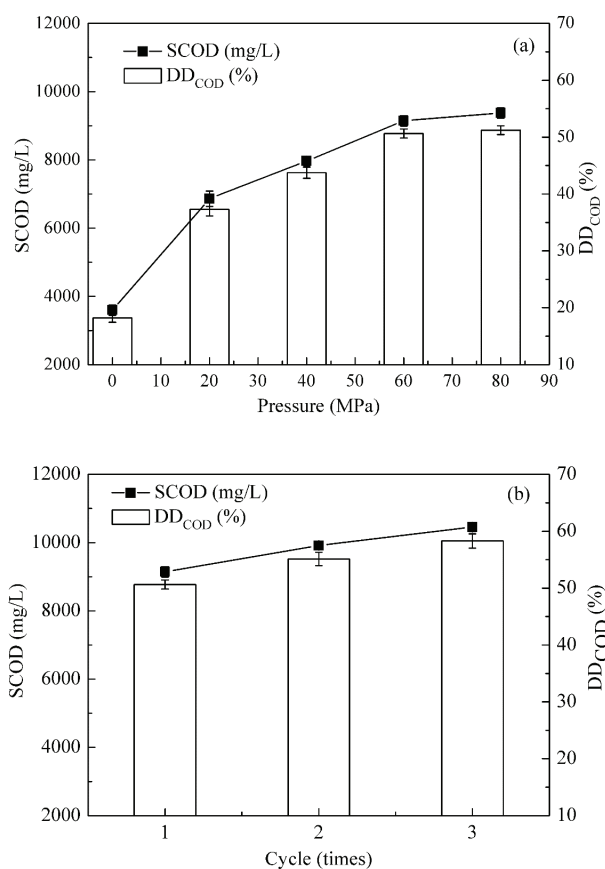 12000
10000
8000
6000
4000
2000
SCOD (mg/L)
SCOD (mg/L)
DD_COD (%)
(a)
70
60
50
40
30
20
10
DD_COD (%)
0 10 20 30 40 50 60 70 80 90
Pressure (MPa)
12000
10000
8000
6000
4000
2000
SCOD (mg/L)
SCOD (mg/L)
DD_COD (%)
(b)
70
60
50
40
30
20
10
DD_COD (%)
1 2 3
Cycle (times)